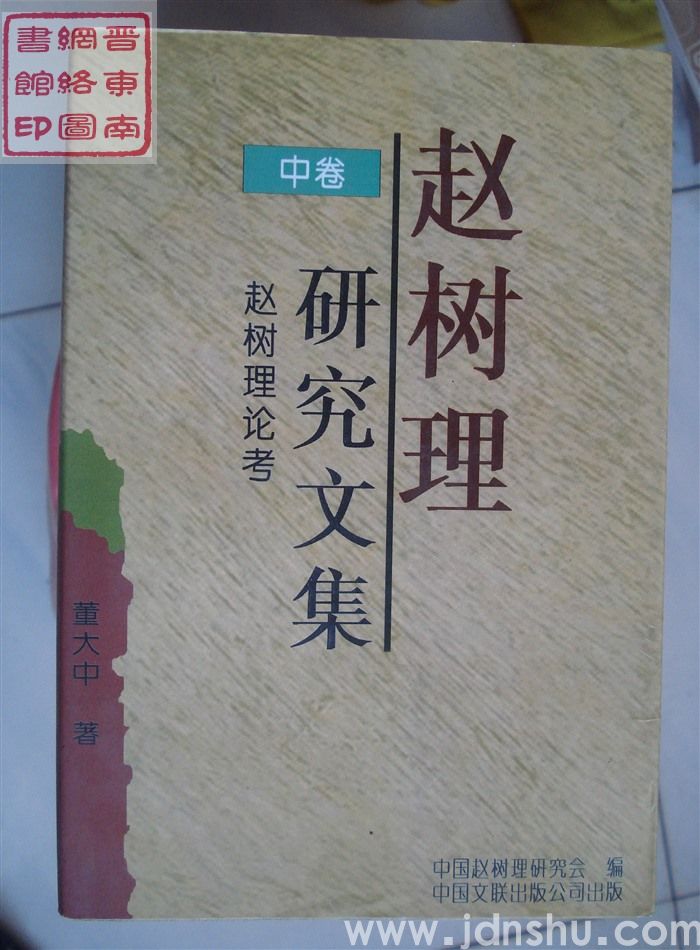 晋東南
網絡圖
書館印
赵树理
研究文集
中卷
赵树理论考
董大中 著
中国赵树理研究会 编
中国文联出版公司出版
www.jdnshu.com